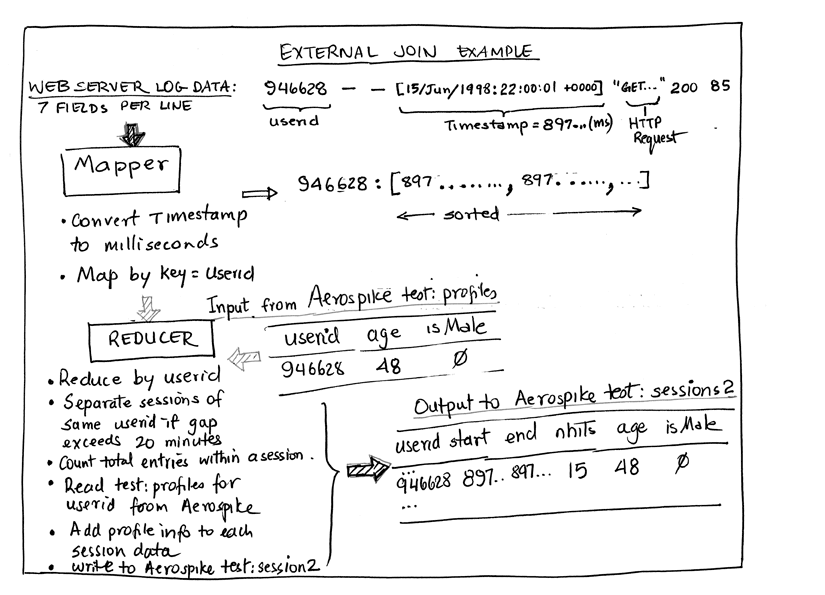 EXTERNAL JOIN EXAMPLE
WEB SERVER LOG DATA: 946628 – – [15/Jun/1998:22:00:01 +0000] "GET..." 200 85
7 FIELDS PER LINE
userid
Timestamp = 897... (ms)
HTTP
Request
Mapper
946628 : [897........, 897......, ...]
sorted
• Convert Timestamp
to milliseconds
• Map by key = userid
Input from Aerospike test: profiles
REDUCER
userid age isMale
946628 48 Ø
• Reduce by userid
• Separate sessions of
same userid if gap
exceeds 20 minutes
• Count total entries within a session.
• Read test: profiles for
userid from Aerospike
• Add profile info to each
session data
• write to Aerospike test: session2
Output to Aerospike test: sessions2
userid start end nhits age isMale
...
946628 897.. 897... 15 48 Ø
...